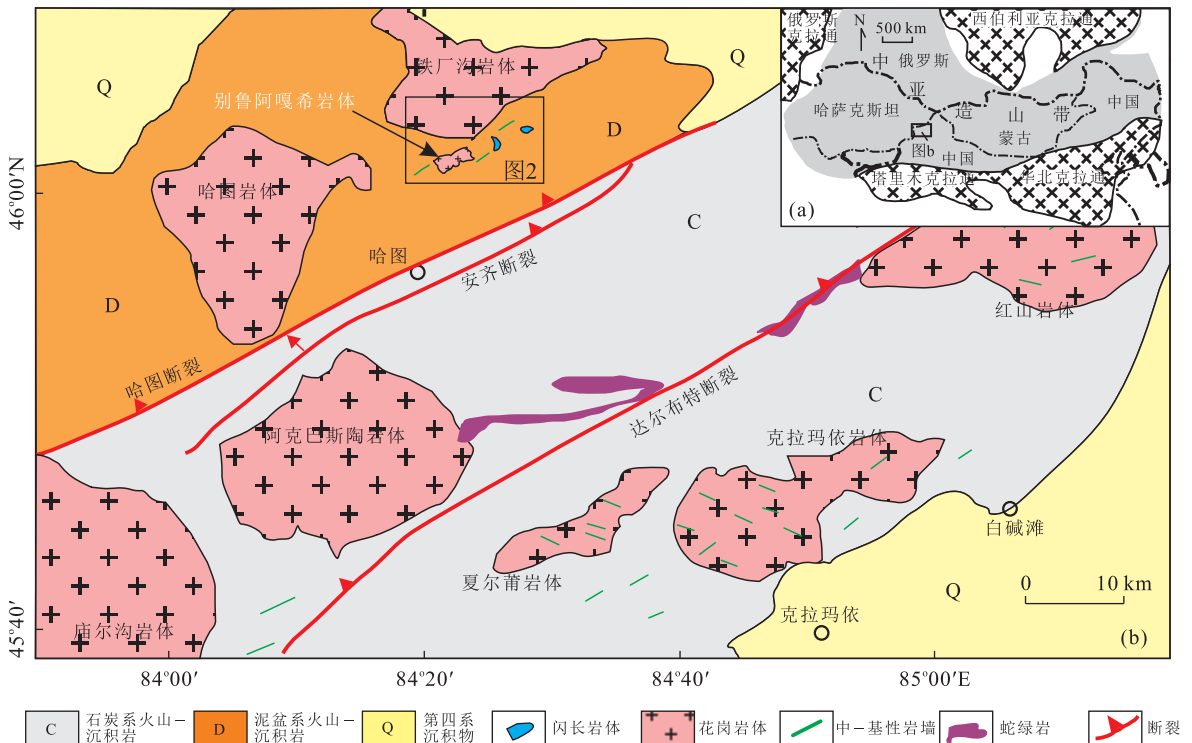 俄罗斯
克拉通
N
500 km
西伯利亚克拉通
中
俄罗斯
亚
造
山
带
中国
哈萨克斯坦
蒙古
图b
中国
塔里木克拉通
华北克拉通
(a)
Q
铁厂沟岩体
Q
别鲁阿嘎希岩体
D
图2
哈图岩体
C
46°00′N
哈图
安齐断裂
D
红山岩体
哈图断裂
达尔布特断裂
C
阿克巴斯陶岩体
克拉玛依岩体
白碱滩
夏尔莆岩体
Q
0 10 km
克拉玛依
庙尔沟岩体
45°40′
(b)
84°00′ 84°20′ 84°40′ 85°00′E
C 石炭系火山-
沉积岩
D 泥盆系火山-
沉积岩
Q 第四系
沉积物
闪长岩体
花岗岩体
中-基性岩墙
蛇绿岩
断裂